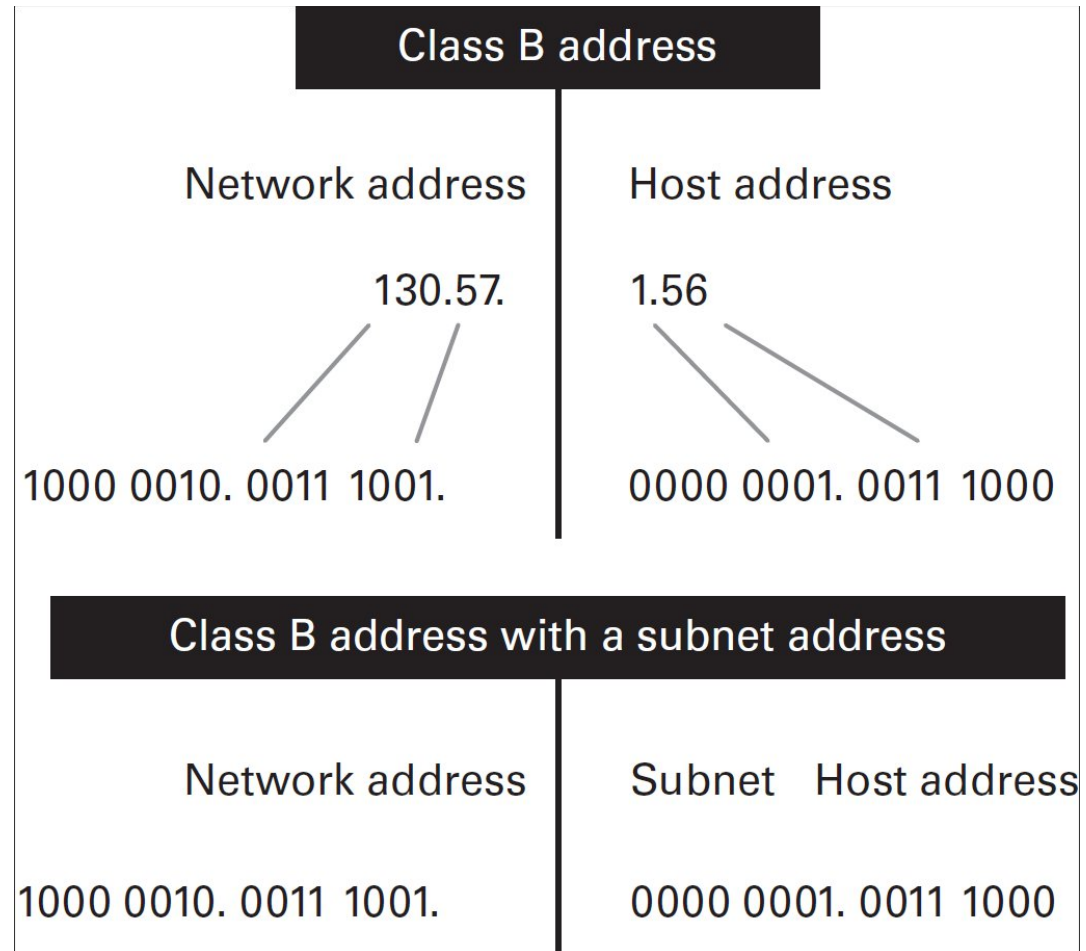 Class B address
Network address Host address
130.57. 1.56
1000 0010. 0011 1001. 0000 0001. 0011 1000
Class B address with a subnet address
Network address Subnet Host address
1000 0010. 0011 1001. 0000 0001. 0011 1000